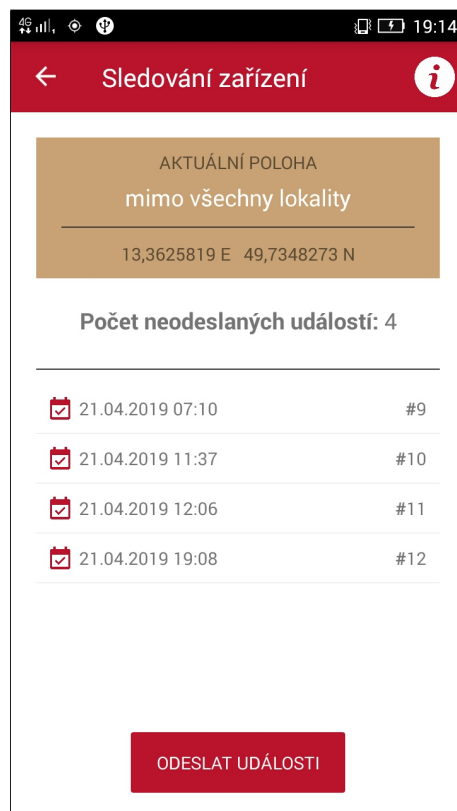 4G 19:14
Sledování zařízení i
AKTUÁLNÍ POLOHA
mimo všechny lokality
13,3625819 E 49,7348273 N
Počet neodeslaných událostí: 4
21.04.2019 07:10 #9
21.04.2019 11:37 #10
21.04.2019 12:06 #11
21.04.2019 19:08 #12
ODESLAT UDÁLOSTI